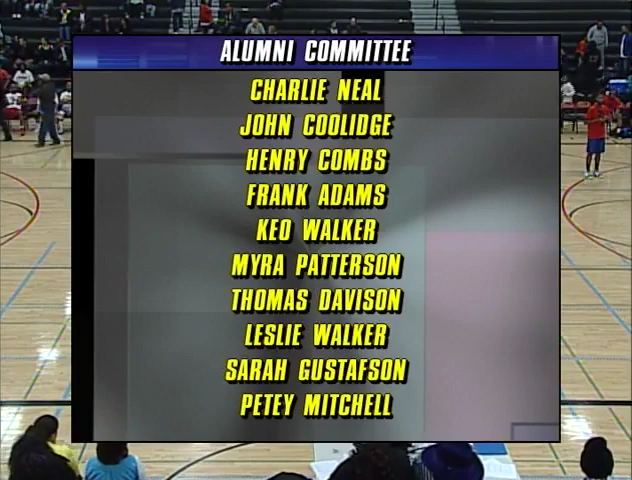 ALUMNI COMMITTEE
CHARLIE NEAL
JOHN COOLIDGE
HENRY COMBS
FRANK ADAMS
KEO WALKER
MYRA PATTERSON
THOMAS DAVISON
LESLIE WALKER
SARAH GUSTAFSON
PETEY MITCHELL